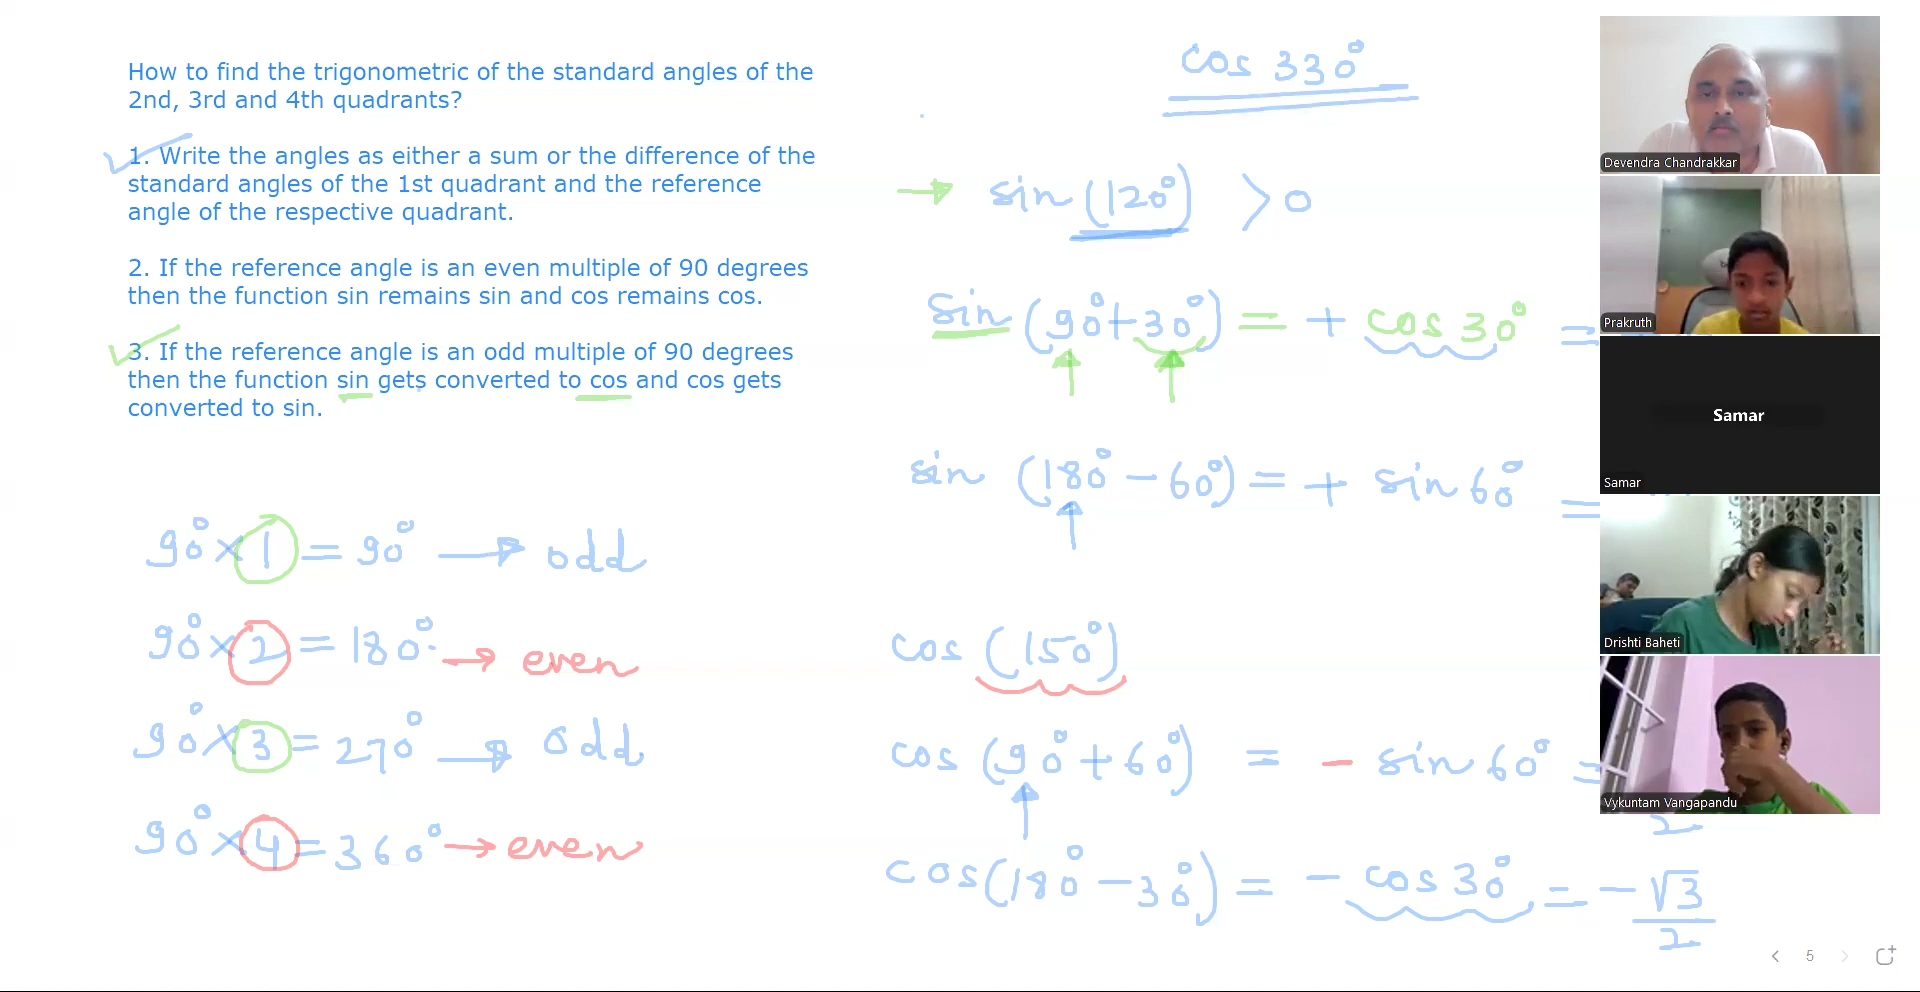 How to find the trigonometric of the standard angles of the
2nd, 3rd and 4th quadrants?
1. Write the angles as either a sum or the difference of the
standard angles of the 1st quadrant and the reference
angle of the respective quadrant.
2. If the reference angle is an even multiple of 90 degrees
then the function sin remains sin and cos remains cos.
3. If the reference angle is an odd multiple of 90 degrees
then the function sin gets converted to cos and cos gets
converted to sin.
90° × 1 = 90° → odd
90° × 2 = 180° → even
90° × 3 = 270° → odd
90° × 4 = 360° → even
cos 330°
→ sin (120°) > 0
sin (90° + 30°) = + cos 30° =
sin (180° − 60°) = + sin 60° =
cos (150°)
cos (90° + 60°) = − sin 60° =
2
cos (180° − 30°) = − cos 30° = − √3
2
Devendra Chandrakkar
Prakruth
Samar
Samar
Drishti Baheti
Vykuntam Vangapandu
5